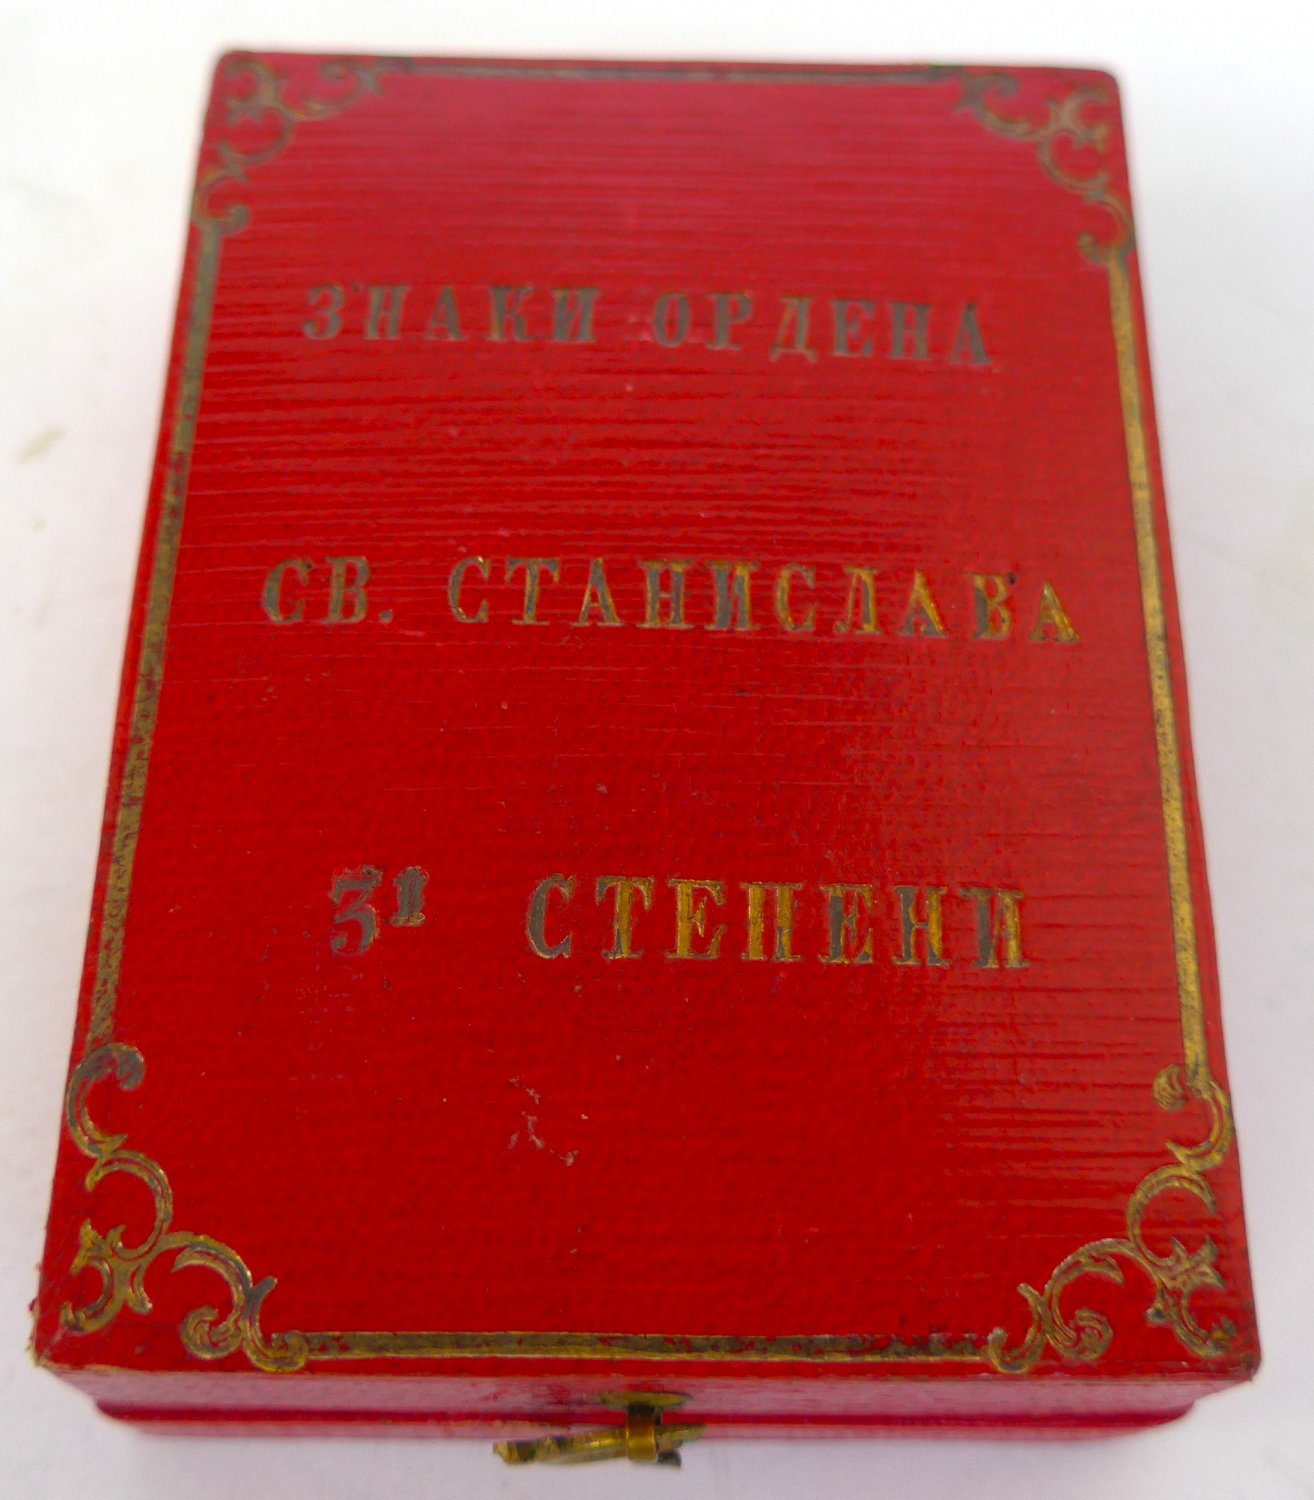 ЗНАКИ ОРДЕНА
СВ. СТАНИСЛАВА
3й СТЕПЕНИ